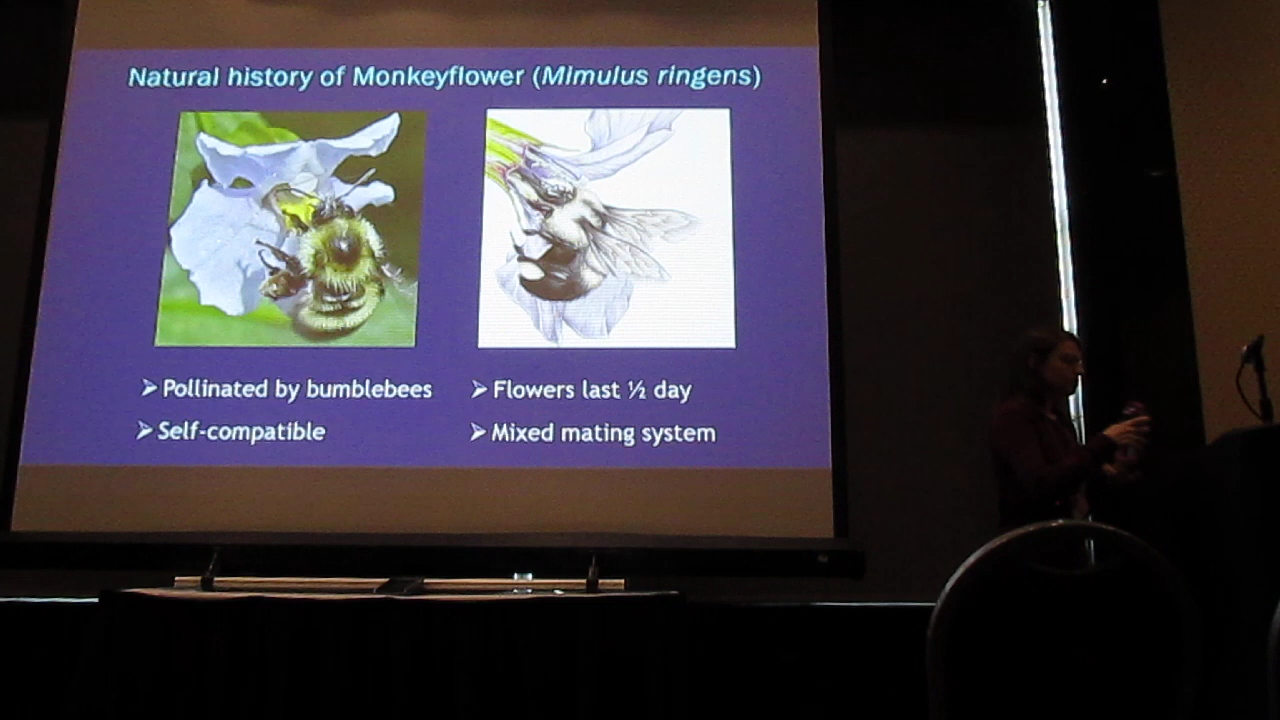 Natural history of Monkeyflower (Mimulus ringens)
➢ Pollinated by bumblebees
➢ Self-compatible
➢ Flowers last ½ day
➢ Mixed mating system